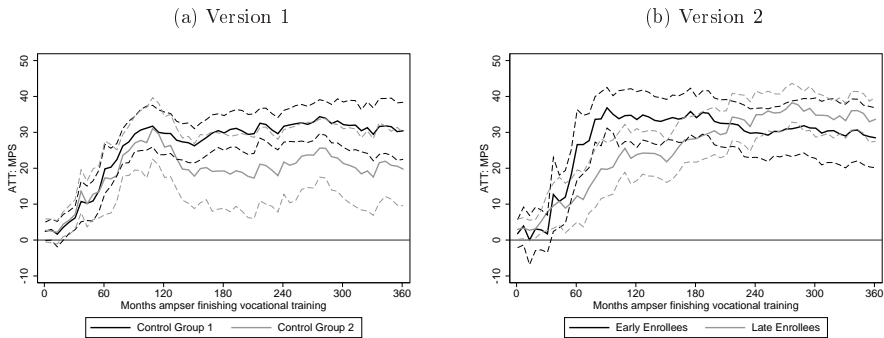 (a) Version 1
(b) Version 2
ATT: MPS
50
40
30
20
10
0
-10
0 60 120 180 240 300 360
Months ampser finishing vocational training
Control Group 1 Control Group 2
ATT: MPS
50
40
30
20
10
0
-10
0 60 120 180 240 300 360
Months ampser finishing vocational training
Early Enrollees Late Enrollees